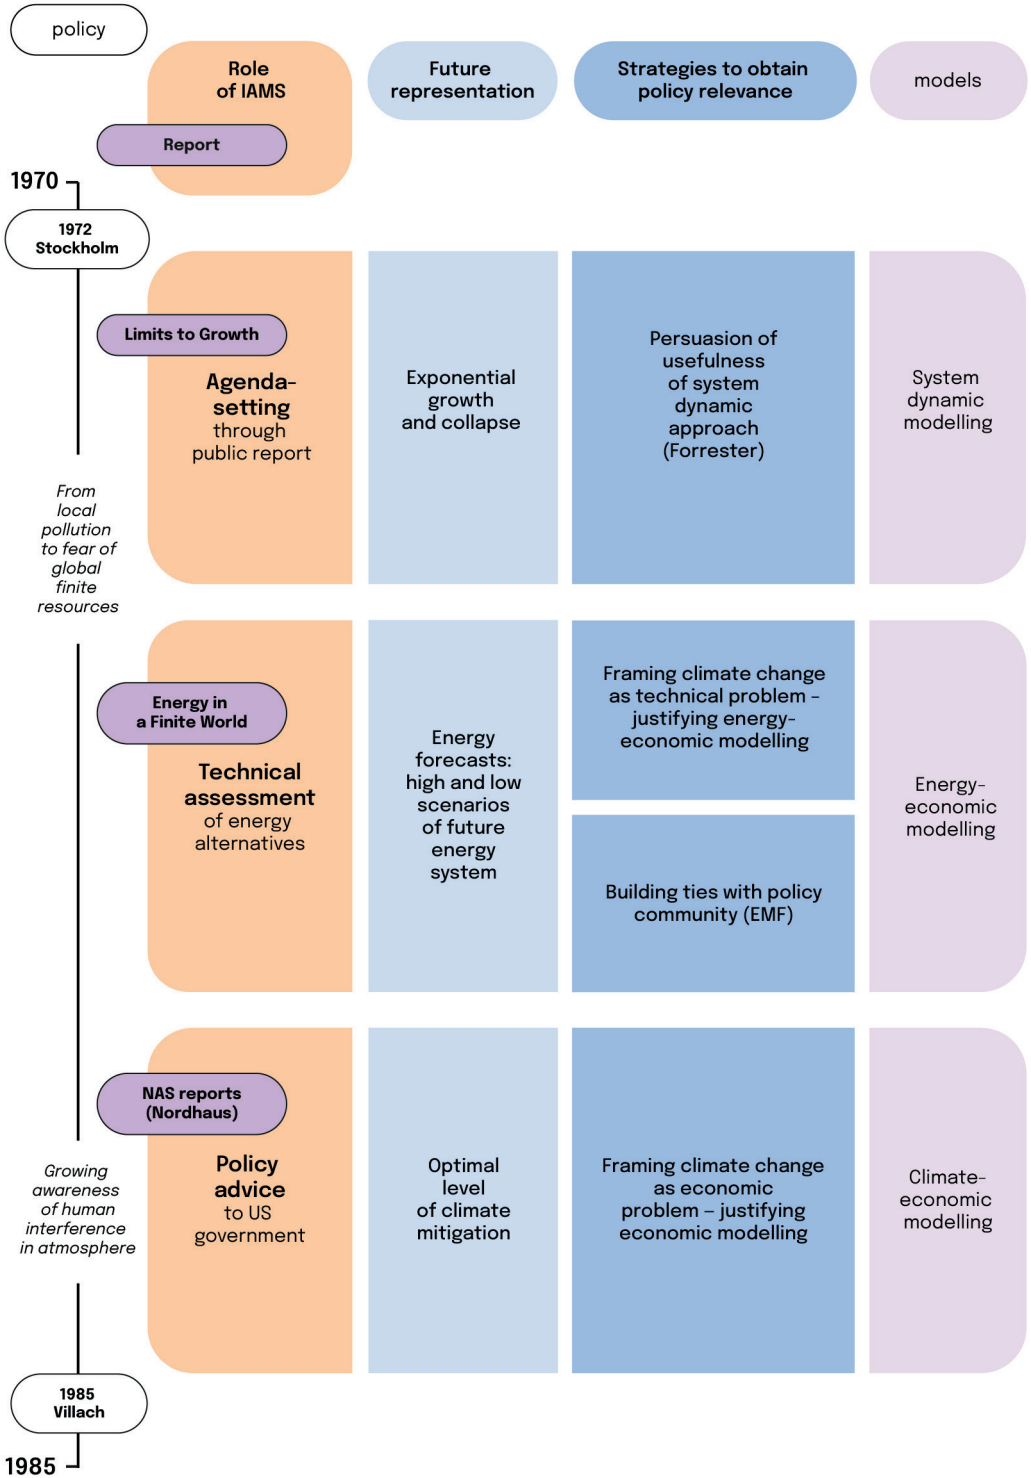 policy
Role
of IAMS
Future
representation
Strategies to obtain
policy relevance
models
Report
1970
1972
Stockholm
Limits to Growth
Agenda-
setting
through
public report
Exponential
growth
and collapse
Persuasion of
usefulness
of system
dynamic
approach
(Forrester)
System
dynamic
modelling
From
local
pollution
to fear of
global
finite
resources
Energy in
a Finite World
Technical
assessment
of energy
alternatives
Energy
forecasts:
high and low
scenarios
of future
energy
system
Framing climate change
as technical problem –
justifying energy-
economic modelling
Building ties with policy
community (EMF)
Energy-
economic
modelling
NAS reports
(Nordhaus)
Policy
advice
to US
government
Optimal
level
of climate
mitigation
Framing climate change
as economic
problem – justifying
economic modelling
Climate-
economic
modelling
Growing
awareness
of human
interference
in atmosphere
1985
Villach
1985